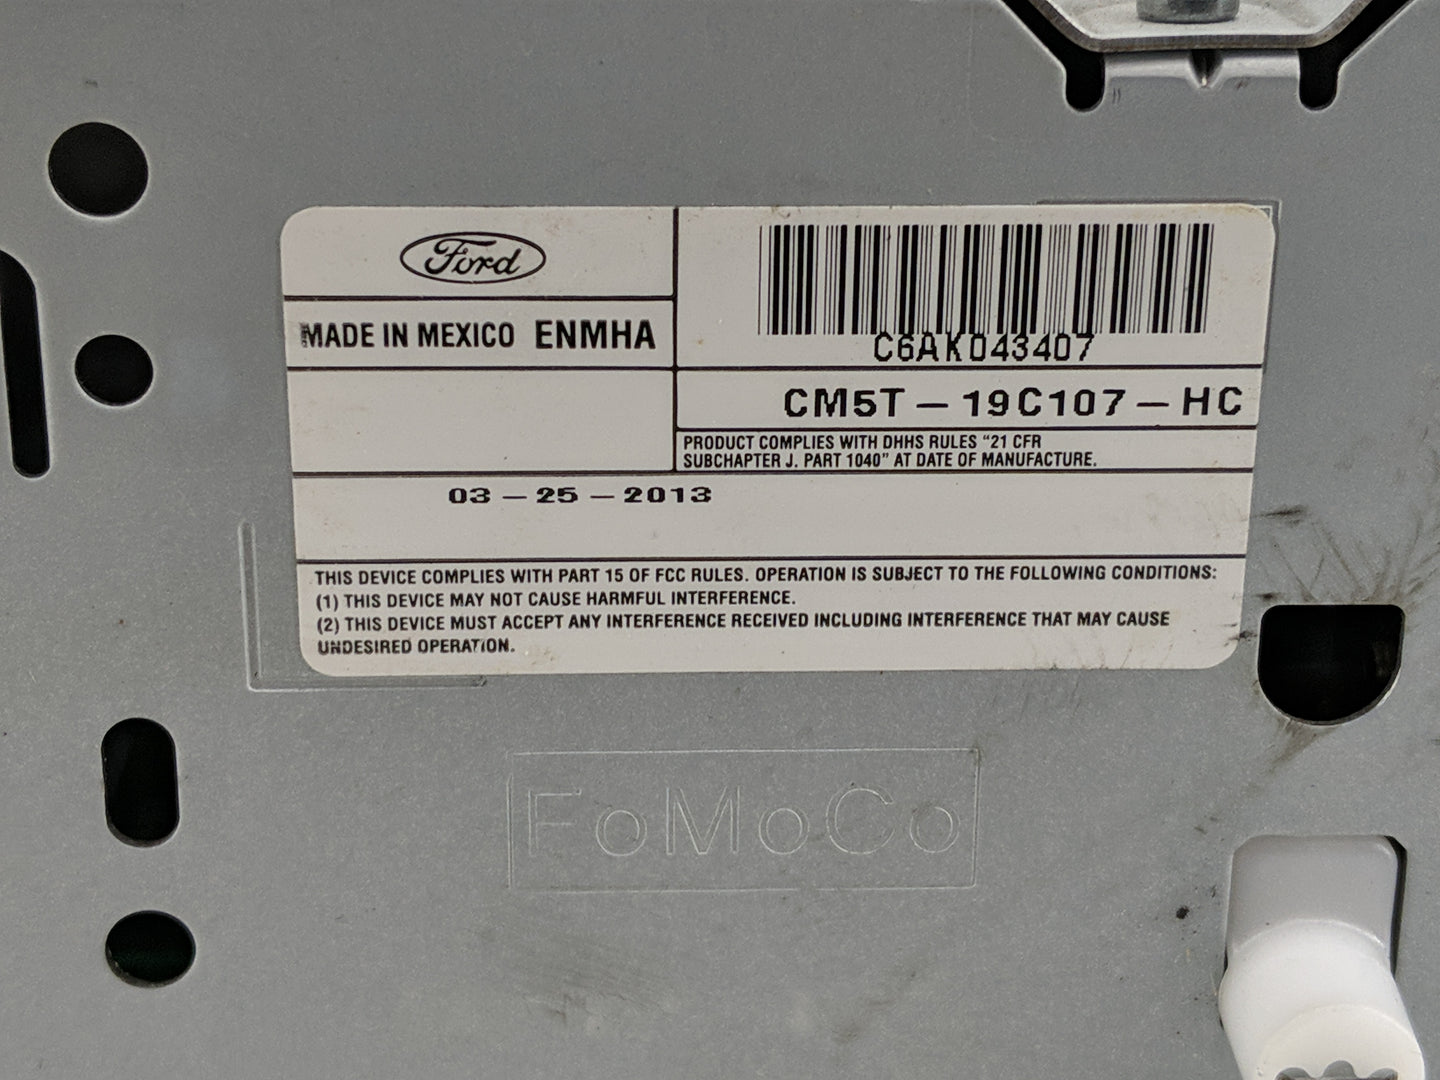 Ford
MADE IN MEXICO ENMHA
C6AK043407
CM5T-19C107-HC
PRODUCT COMPLIES WITH DHHS RULES “21 CFR
SUBCHAPTER J. PART 1040” AT DATE OF MANUFACTURE.
03-25-2013
THIS DEVICE COMPLIES WITH PART 15 OF FCC RULES. OPERATION IS SUBJECT TO THE FOLLOWING CONDITIONS:
(1) THIS DEVICE MAY NOT CAUSE HARMFUL INTERFERENCE.
(2) THIS DEVICE MUST ACCEPT ANY INTERFERENCE RECEIVED INCLUDING INTERFERENCE THAT MAY CAUSE
UNDESIRED OPERATION.
FoMoCo